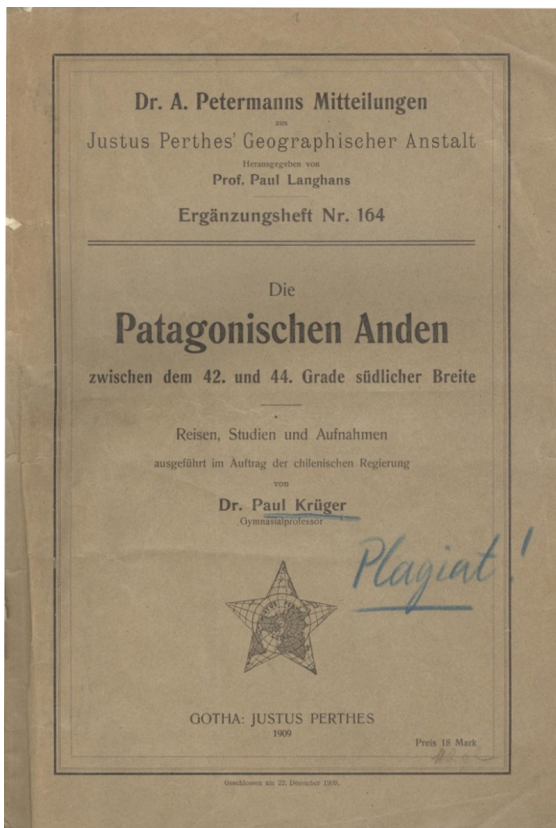 Dr. A. Petermanns Mitteilungen
aus
Justus Perthes' Geographischer Anstalt
Herausgegeben von
Prof. Paul Langhans
Ergänzungsheft Nr. 164
Die
Patagonischen Anden
zwischen dem 42. und 44. Grade südlicher Breite
Reisen, Studien und Aufnahmen
ausgeführt im Auftrag der chilenischen Regierung
von
Dr. Paul Krüger
Gymnasialprofessor
Plagiat!
GOTHA: JUSTUS PERTHES
1909
Preis 18 Mark
Geschlossen am 22. Dezember 1909.